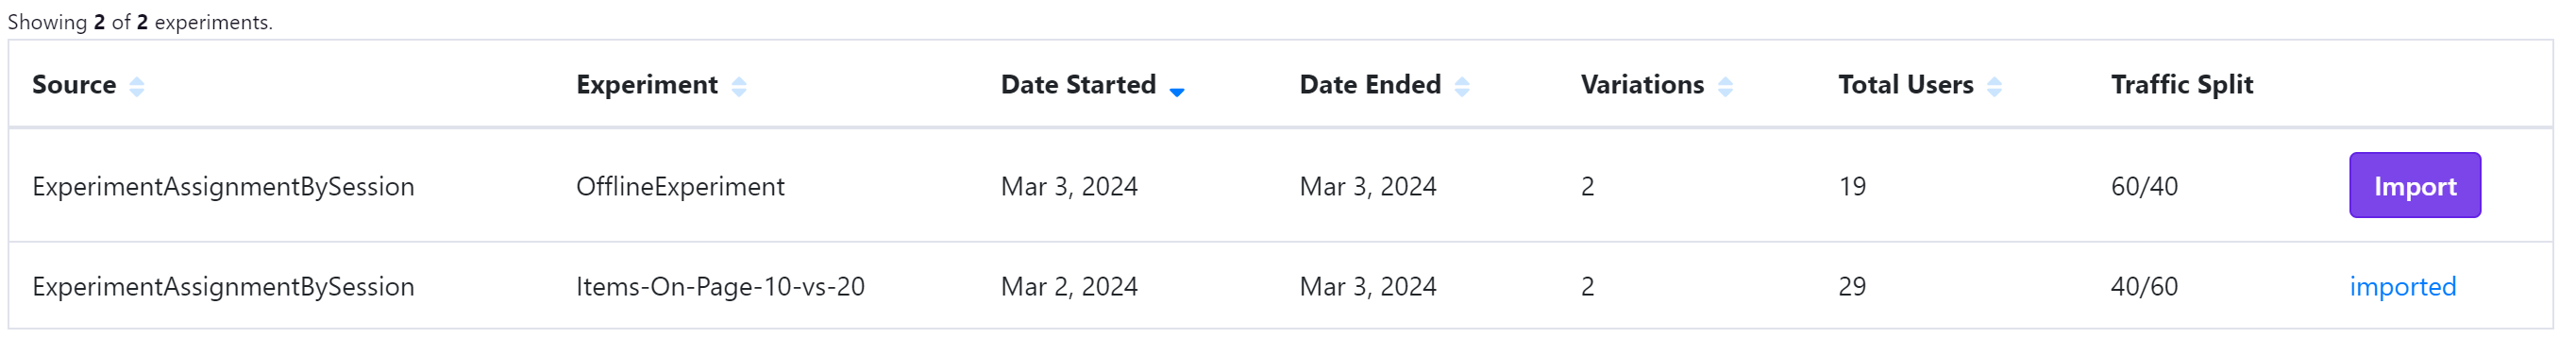 Showing 2 of 2 experiments.
Source Experiment Date Started Date Ended Variations Total Users Traffic Split
ExperimentAssignmentBySession OfflineExperiment Mar 3, 2024 Mar 3, 2024 2 19 60/40 Import
ExperimentAssignmentBySession Items-On-Page-10-vs-20 Mar 2, 2024 Mar 3, 2024 2 29 40/60 imported